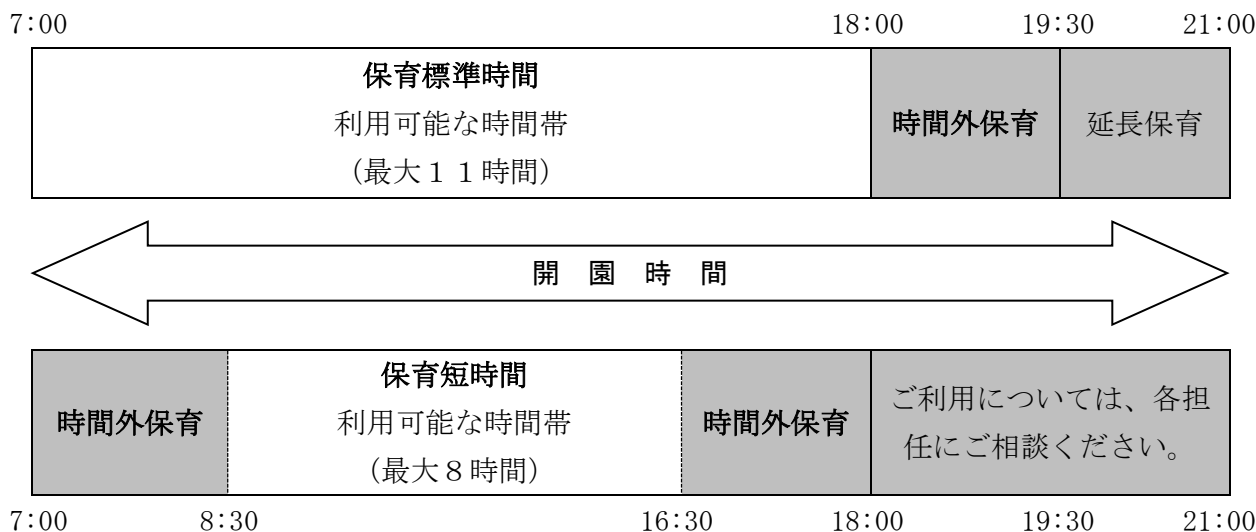 7:00 18:00 19:30 21:00
保育標準時間
利用可能な時間帯
(最大11時間)
時間外保育
延長保育
開園時間
時間外保育
保育短時間
利用可能な時間帯
(最大8時間)
時間外保育
ご利用については、各担
任にご相談ください。
7:00 8:30 16:30 18:00 19:30 21:00